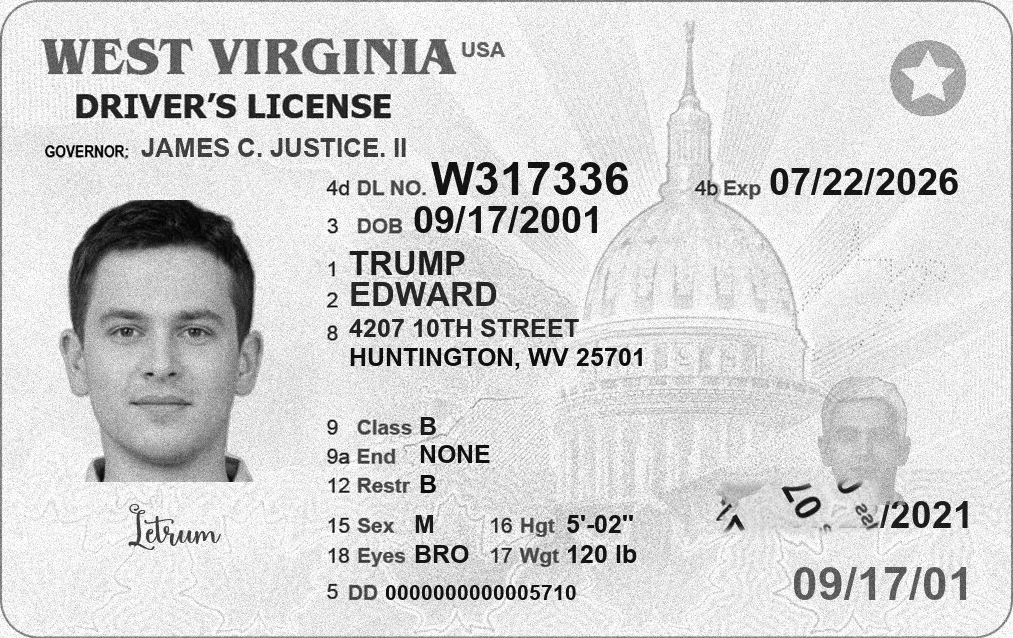 WEST VIRGINIA USA
DRIVER'S LICENSE
GOVERNOR: JAMES C. JUSTICE. II
4d DL NO. W317336 4b Exp 07/22/2026
3 DOB 09/17/2001
1 TRUMP
2 EDWARD
8 4207 10TH STREET
HUNTINGTON, WV 25701
9 Class B
9a End NONE
12 Restr B
15 Sex M 16 Hgt 5'-02" /2021
18 Eyes BRO 17 Wgt 120 lb
5 DD 0000000000005710
09/17/01
Letrum